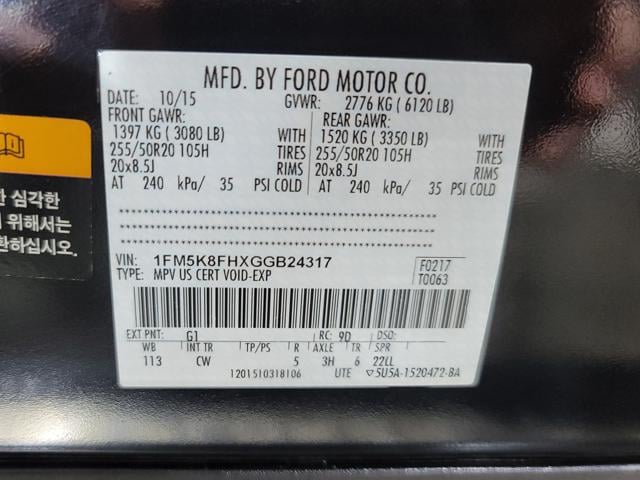 MFD. BY FORD MOTOR CO.
DATE: 10/15 GVWR: 2776 KG ( 6120 LB)
FRONT GAWR: REAR GAWR:
1397 KG ( 3080 LB) WITH 1520 KG ( 3350 LB) WITH
255/50R20 105H TIRES 255/50R20 105H TIRES
20x8.5J RIMS 20x8.5J RIMS
AT 240 kPa/ 35 PSI COLD AT 240 kPa/ 35 PSI COLD
VIN: 1FM5K8FHXGGB24317 F0217
TYPE: MPV US CERT VOID-EXP T0063
EXT PNT: G1 RC: 9D DSO:
WB INT TR TP/PS R AXLE TR SPR
113 CW 5 3H 6 22LL
1201510318106 UTE 5U5A-1520472-BA
심각한
위해서는
하십시오.